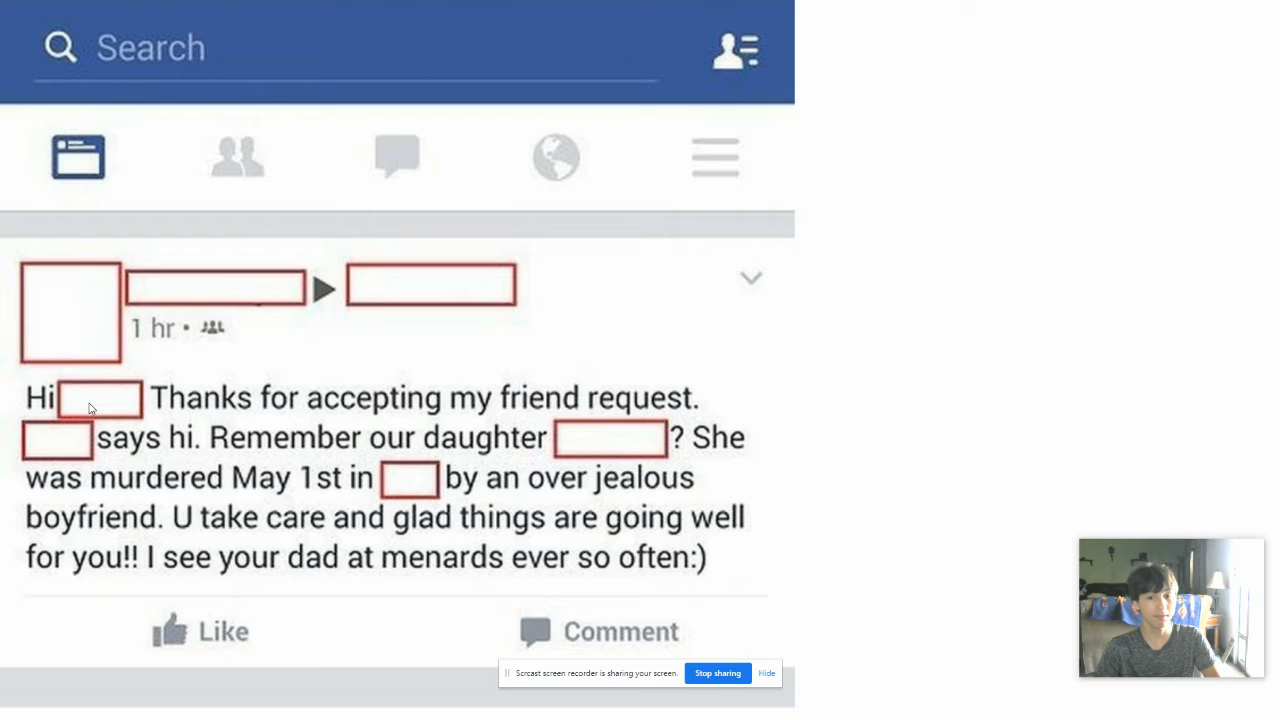 Search
1 hr •
Hi Thanks for accepting my friend request.
says hi. Remember our daughter ? She
was murdered May 1st in by an over jealous
boyfriend. U take care and glad things are going well
for you!! I see your dad at menards ever so often:)
Like
Comment
Scrcast screen recorder is sharing your screen.
Stop sharing
Hide